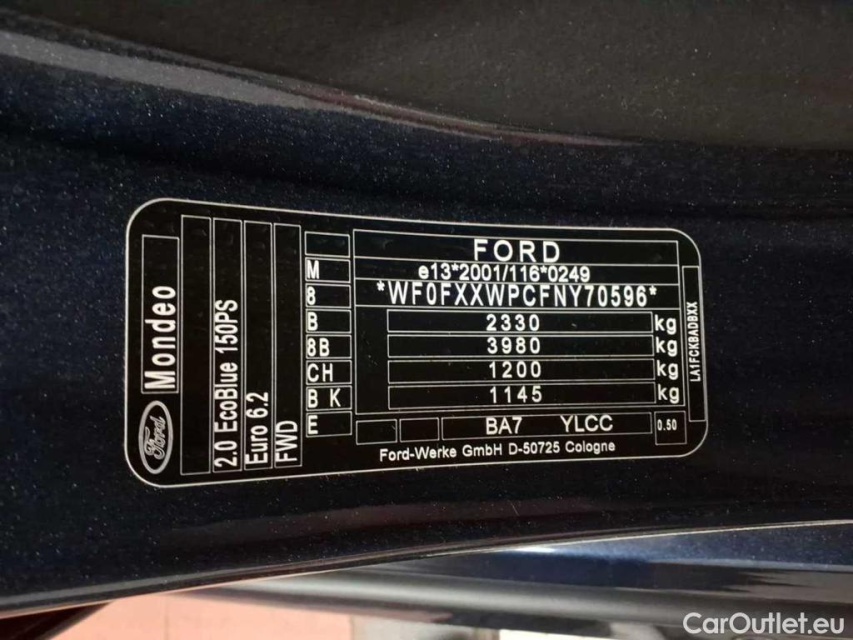 FORD
M
e13*2001/116*0249
8
*WF0FXXWPCFNY70596*
B
2330
kg
8B
3980
kg
CH
1200
kg
B K
1145
kg
E
BA7 YLCC
0.50
Ford-Werke GmbH D-50725 Cologne
Ford
Mondeo
2.0 EcoBlue 150PS
Euro 6.2
FWD
LA1FCKBADBXX
CarOutlet.eu